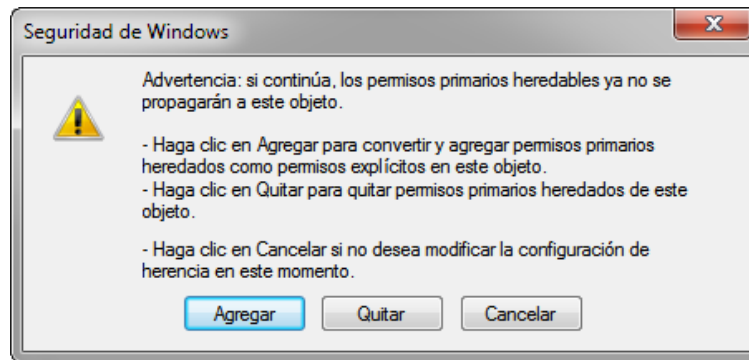 Seguridad de Windows
Advertencia: si continúa, los permisos primarios heredables ya no se
propagarán a este objeto.
- Haga clic en Agregar para convertir y agregar permisos primarios
heredados como permisos explícitos en este objeto.
- Haga clic en Quitar para quitar permisos primarios heredados de este
objeto.
- Haga clic en Cancelar si no desea modificar la configuración de
herencia en este momento.
Agregar
Quitar
Cancelar